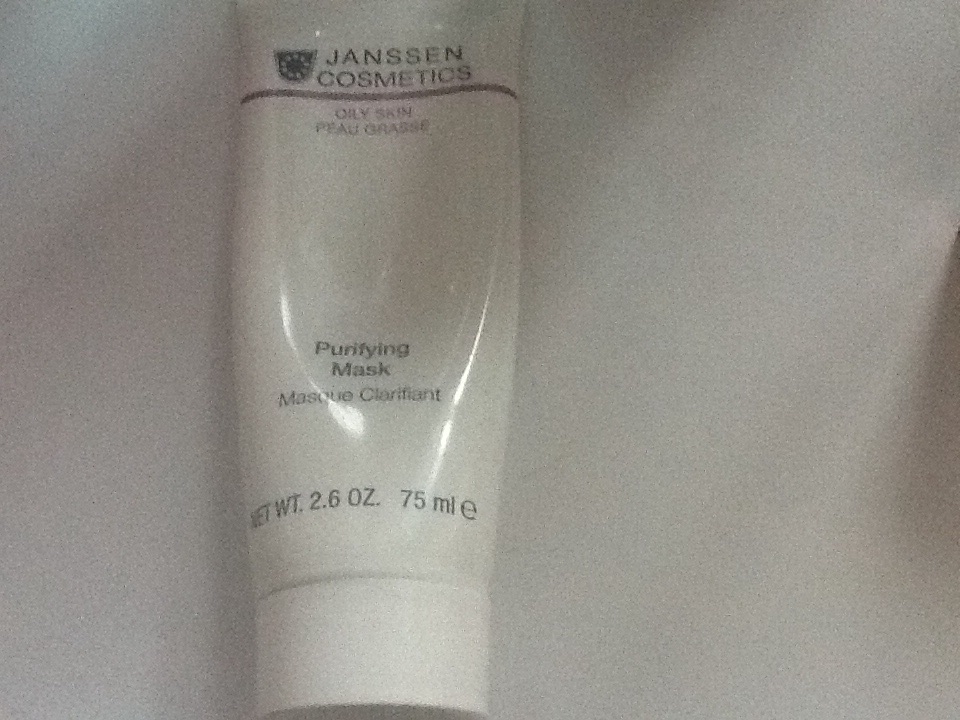 JANSSEN
COSMETICS
OILY SKIN
PEAU GRASSE
Purifying
Mask
Masque Clarifiant
NET WT. 2.6 OZ. 75 ml e